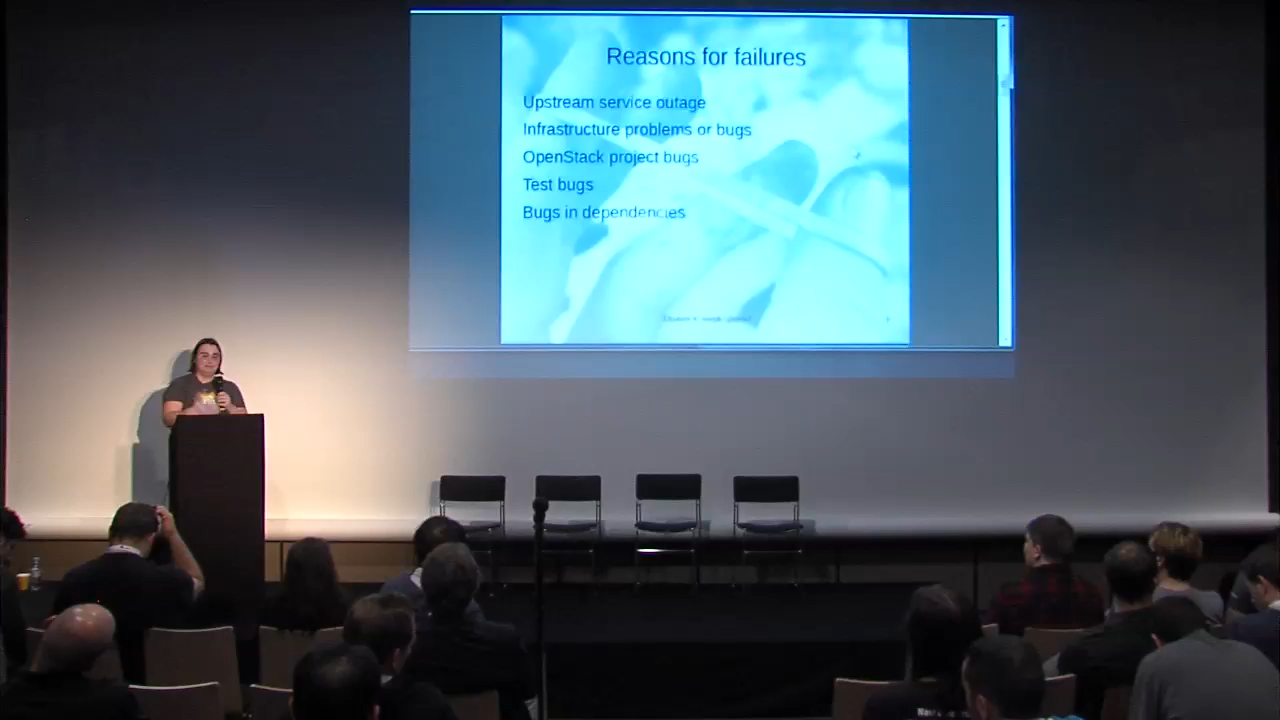 Reasons for failures
Upstream service outage
Infrastructure problems or bugs
OpenStack project bugs
Test bugs
Bugs in dependencies